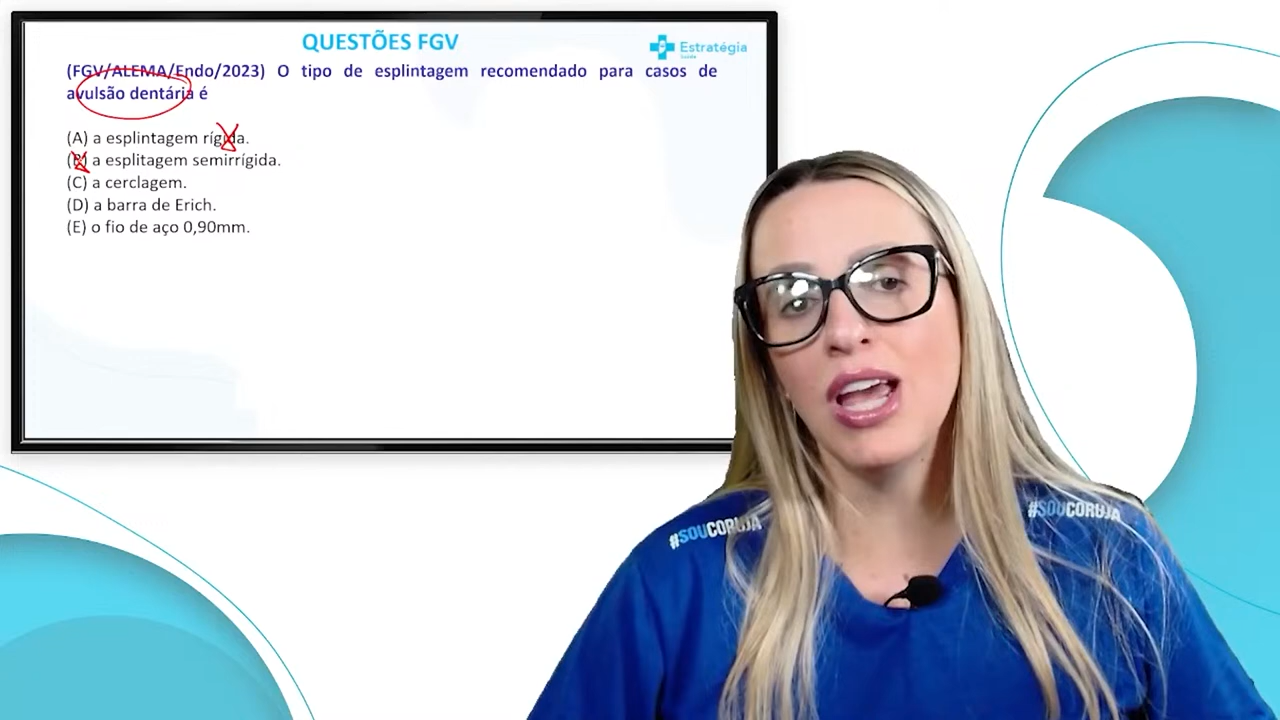 QUESTÕES FGV
Estratégia
Saúde
(FGV/ALEMA/Endo/2023) O tipo de esplintagem recomendado para casos de
avulsão dentária é
(A) a esplintagem rígida.
(B) a esplitagem semirrígida.
(C) a cerclagem.
(D) a barra de Erich.
(E) o fio de aço 0,90mm.
#SOUCORUJA
#SOUCORUJA